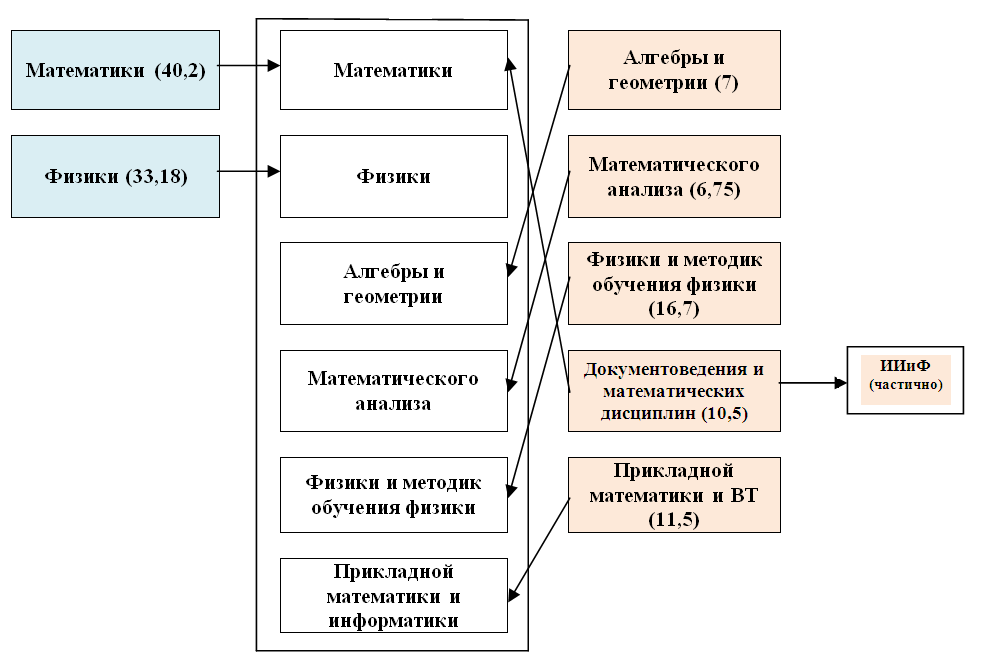 Математики (40,2)
Физики (33,18)
Математики
Физики
Алгебры и
геометрии
Математического
анализа
Физики и методик
обучения физики
Прикладной
математики и
информатики
Алгебры и
геометрии (7)
Математического
анализа (6,75)
Физики и методик
обучения физики
(16,7)
Документоведения и
математических
дисциплин (10,5)
Прикладной
математики и ВТ
(11,5)
ИИиФ
(частично)